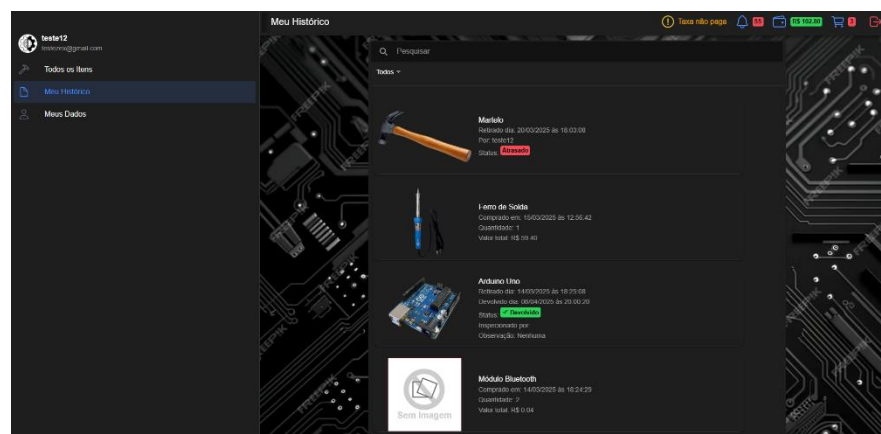 Meu Histórico
Taxa não paga
55
R$ 102.80
3
teste12
Todos os Itens
Meu Histórico
Meus Dados
Pesquisar
Todos
Martelo
Retirado dia: 20/03/2025 às 16:03:08
Por: teste12
Status: Atrasado
Ferro de Solda
Comprado em: 15/03/2025 às 12:56:42
Quantidade: 1
Valor total: R$ 59.40
Arduino Uno
Retirado dia: 14/03/2025 às 18:25:08
Devolvido dia: 08/04/2025 às 20:00:20
Status: Devolvido
Inspecionado por:
Observação: Nenhuma
Sem Imagem
Módulo Bluetooth
Comprado em: 14/03/2025 às 18:24:29
Quantidade: 2
Valor total: R$ 0.04
FREEPIK